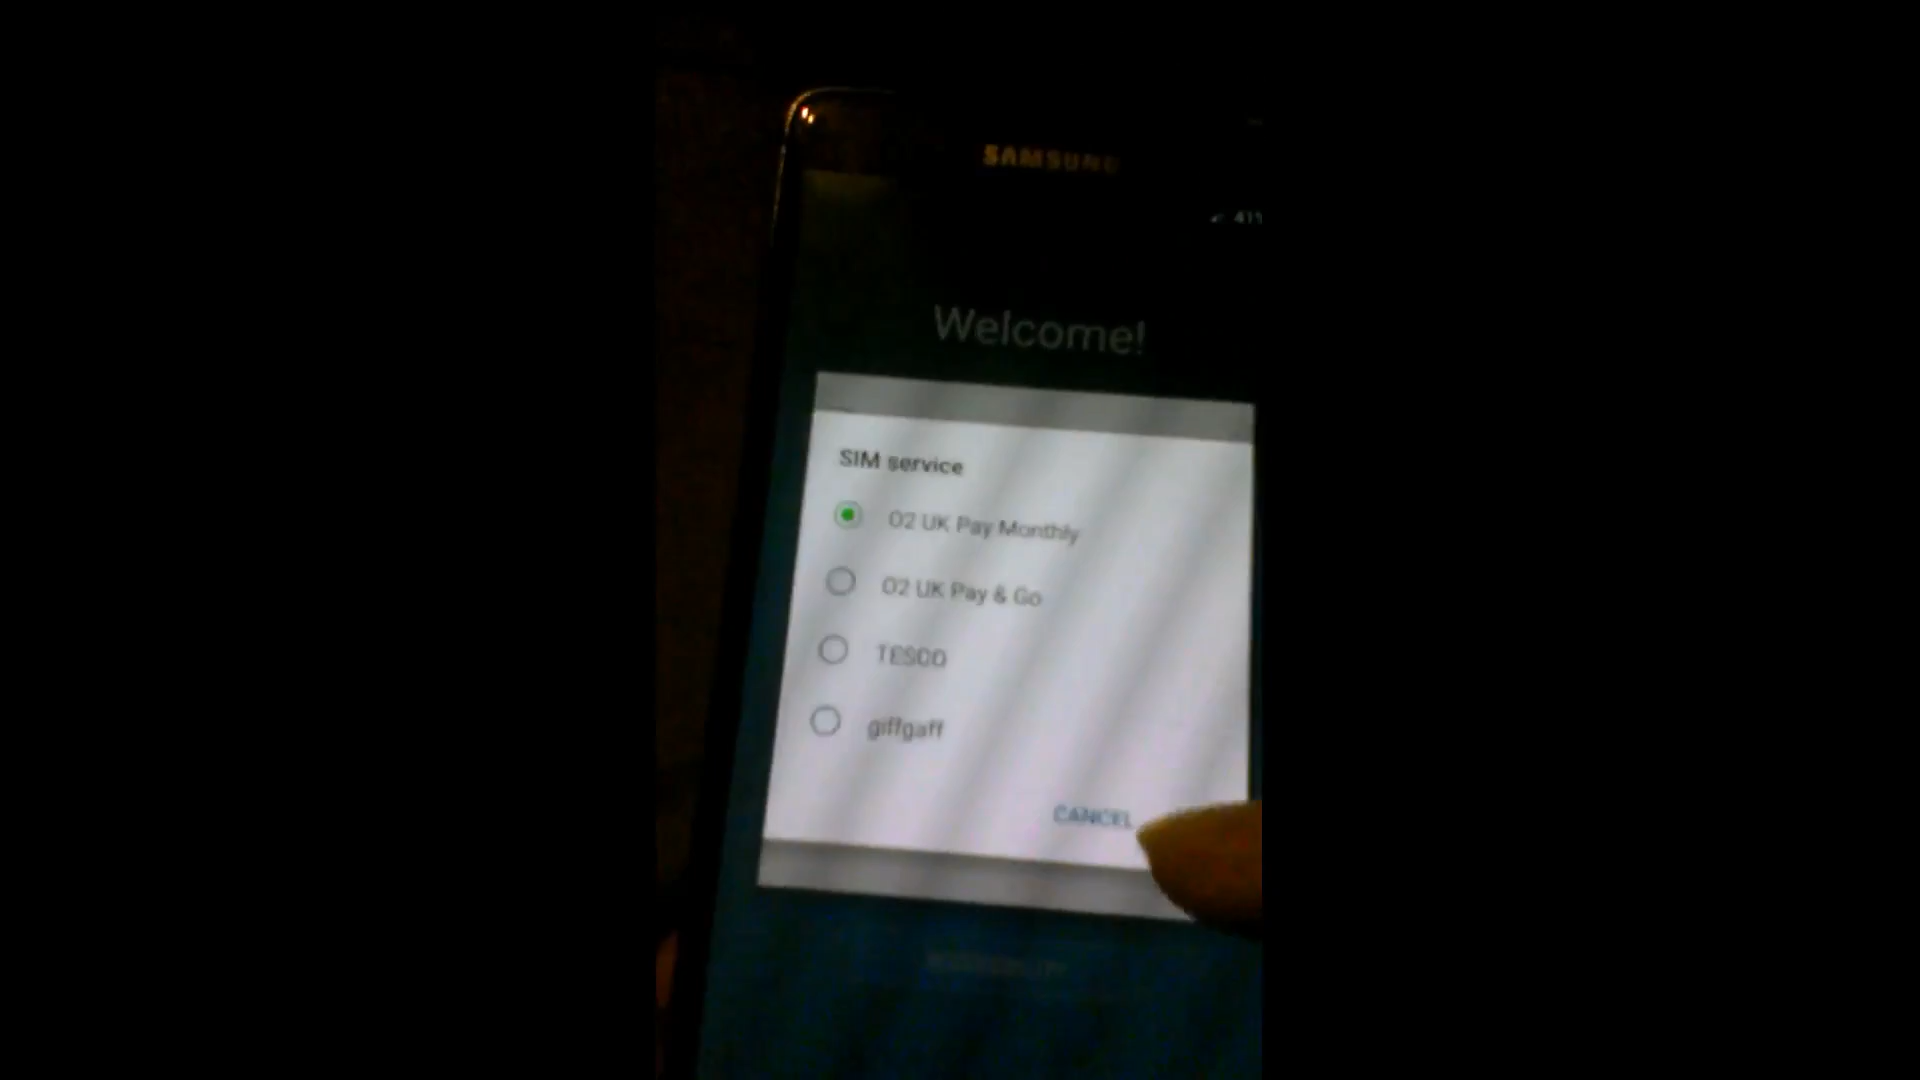 SAMSUNG
Welcome!
SIM service
O2 UK Pay Monthly
O2 UK Pay & Go
TESCO
giffgaff
CANCEL